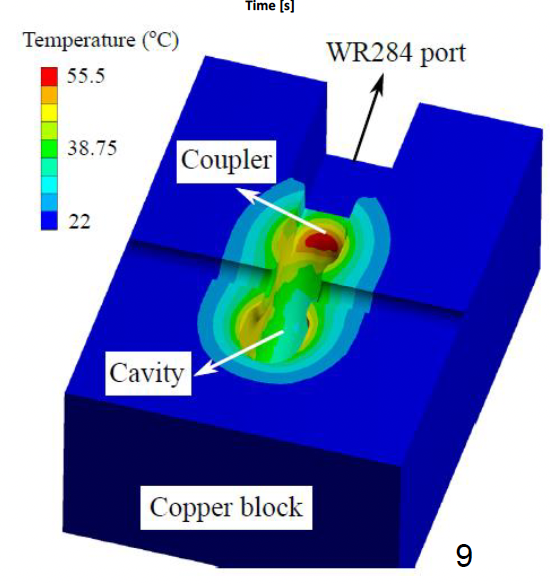 Time [s]
Temperature (°C)
WR284 port
55.5
38.75
22
Coupler
Cavity
Copper block
9